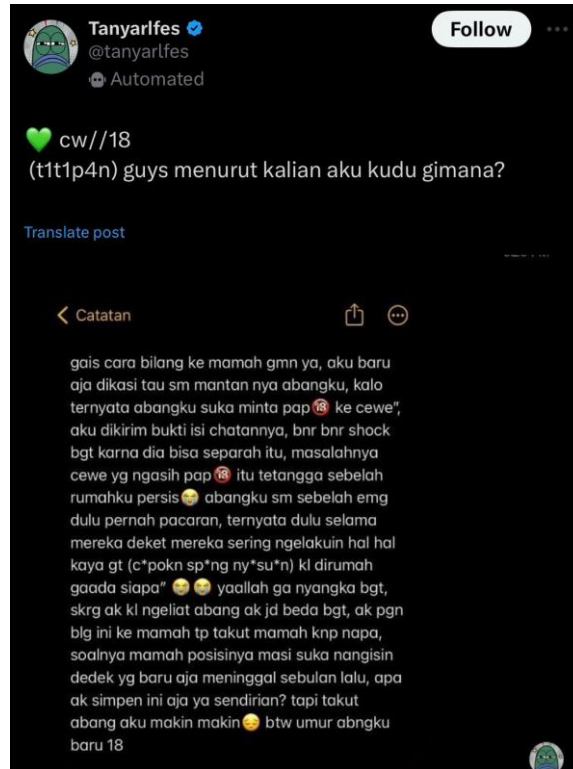 Tanyarlfes
Follow
@tanyarlfes
Automated
💚 cw//18
(t1t1p4n) guys menurut kalian aku kudu gimana?
Translate post
Catatan
gais cara bilang ke mamah gmn ya, aku baru
aja dikasi tau sm mantan nya abangku, kalo
ternyata abangku suka minta pap🔞 ke cewe",
aku dikirim bukti isi chatannya, bnr bnr shock
bgt karna dia bisa separah itu, masalahnya
cewe yg ngasih pap🔞 itu tetangga sebelah
rumahku persis😭 abangku sm sebelah emg
dulu pernah pacaran, ternyata dulu selama
mereka deket mereka sering ngelakuin hal hal
kaya gt (c*pokn sp*ng ny*su*n) kl dirumah
gaada siapa" 😭😭 yaallah ga nyangka bgt,
skrg ak kl ngeliat abang ak jd beda bgt, ak pgn
blg ini ke mamah tp takut mamah knp napa,
soalnya mamah posisinya masi suka nangisin
dedek yg baru aja meninggal sebulan lalu, apa
ak simpen ini aja ya sendirian? tapi takut
abang aku makin makin😔 btw umur abngku
baru 18